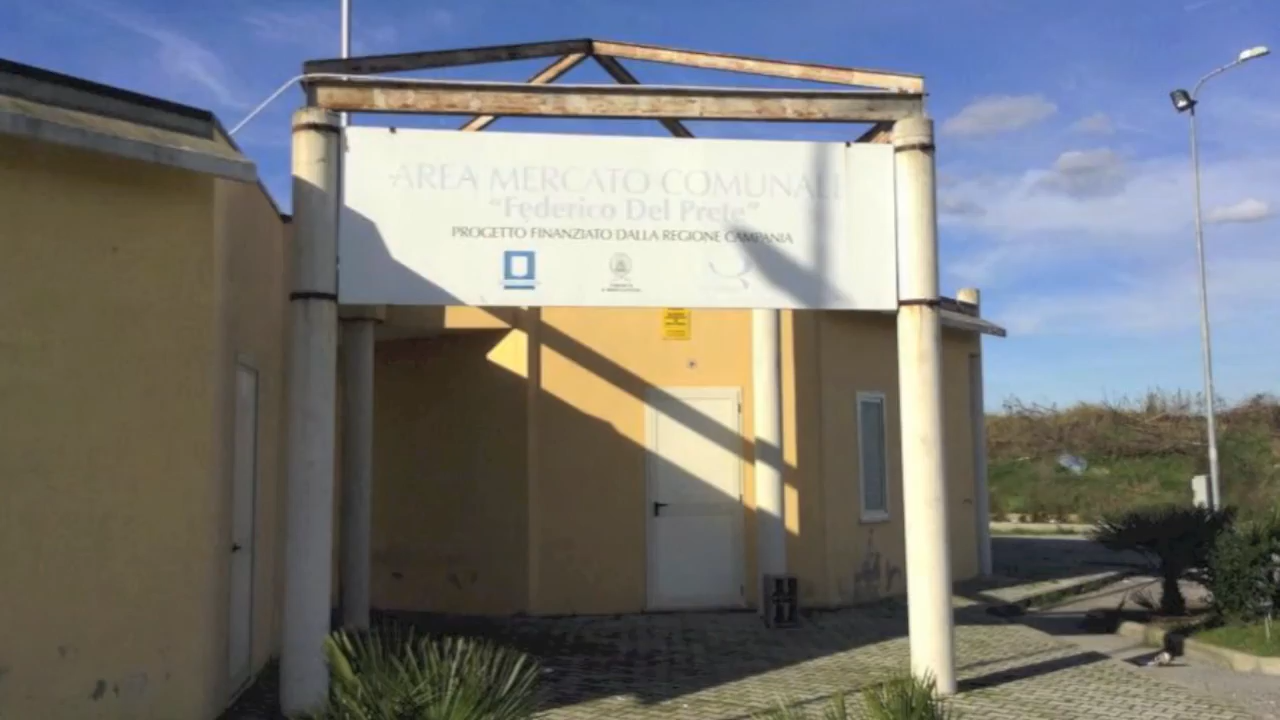 AREA MERCATO COMUNALE
"Federico Del Prete"
PROGETTO FINANZIATO DALLA REGIONE CAMPANIA